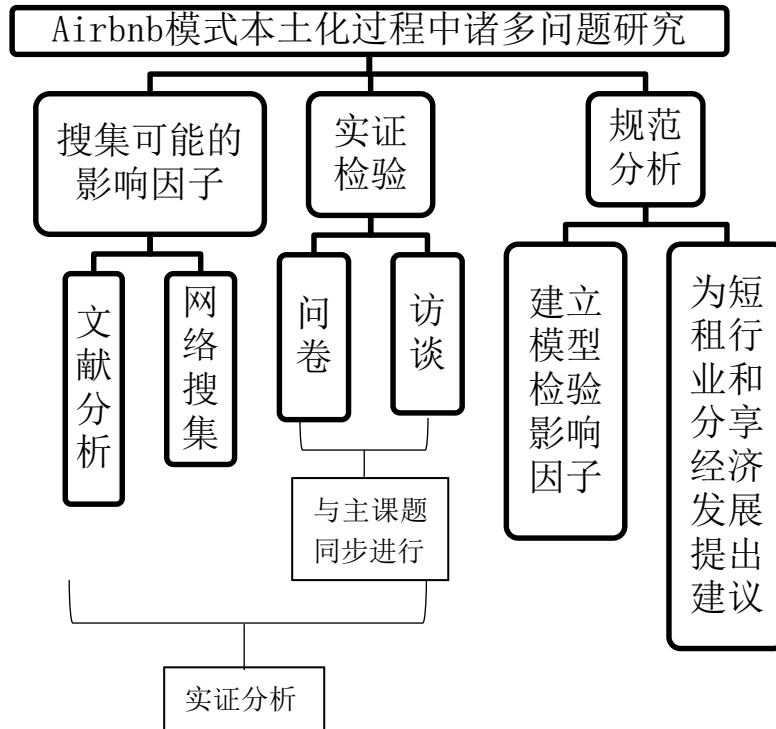 Airbnb模式本土化过程中诸多问题研究
搜集可能的
影响因子
实证
检验
规范
分析
文
献
分
析
网
络
搜
集
问
卷
访
谈
建立
模型
检验
影响
因子
为短
租行
业和
分享
经济
发展
提出
建议
与主课题
同步进行
实证分析